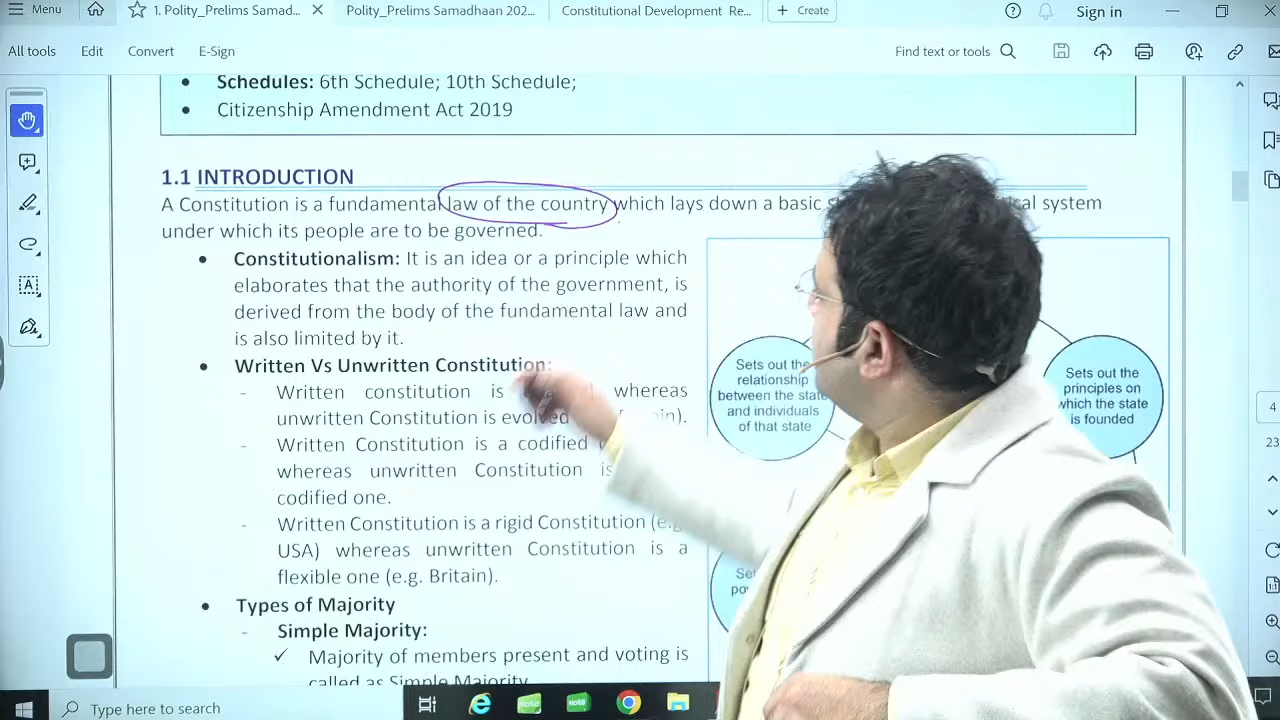 Menu
1. Polity_Prelims Samad...
Polity_Prelims Samadhaan 202...
Constitutional Development Re...
Create
Sign in
All tools
Edit
Convert
E-Sign
Find text or tools
Schedules: 6th Schedule; 10th Schedule;
Citizenship Amendment Act 2019
1.1 INTRODUCTION
A Constitution is a fundamental law of the country which lays down a basic system
under which its people are to be governed.
Constitutionalism: It is an idea or a principle which
elaborates that the authority of the government, is
derived from the body of the fundamental law and
is also limited by it.
Written Vs Unwritten Constitution:
- Written constitution is whereas
unwritten Constitution is evolved
- Written Constitution is a codified
whereas unwritten Constitution is
codified one.
- Written Constitution is a rigid Constitution (e.g.
USA) whereas unwritten Constitution is a
flexible one (e.g. Britain).
Types of Majority
- Simple Majority:
✓ Majority of members present and voting is
called as Simple Majority
Sets out the
relationship
between the state
and individuals
of that state
Sets out the
principles on
which the state
is founded
4
23
Type here to search